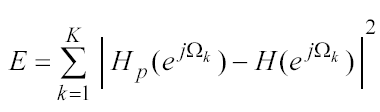 E = \sum_{k=1}^{K} \left| H_p(e^{j\Omega_k}) - H(e^{j\Omega_k}) \right|^2